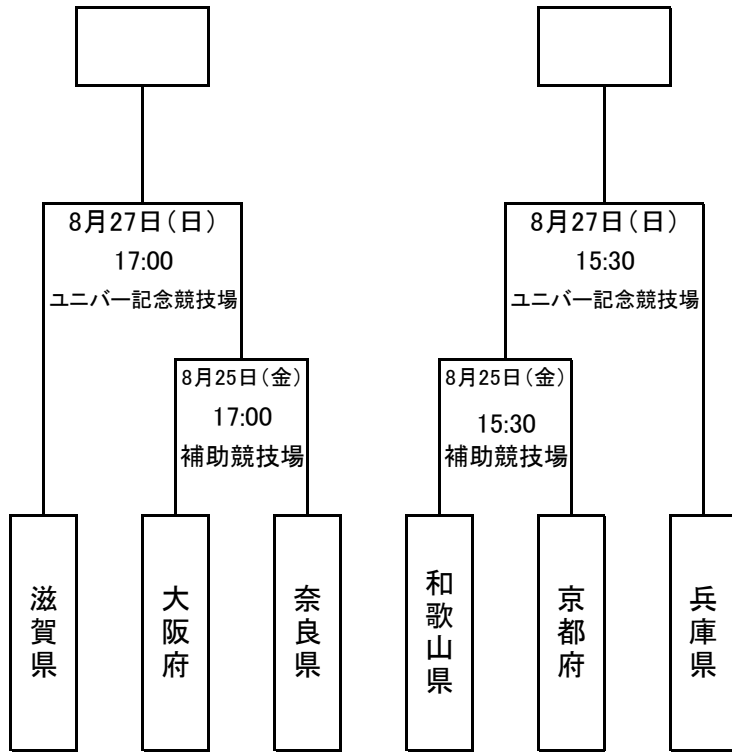 8月27日（日）
17:00
ユニバー記念競技場
8月27日（日）
15:30
ユニバー記念競技場
8月25日（金）
17:00
補助競技場
8月25日（金）
15:30
補助競技場
滋賀県
大阪府
奈良県
和歌山県
京都府
兵庫県